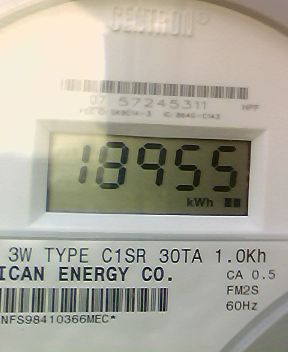 CENTRON®
07 57245311 HPF
18955
kWh
3W TYPE C1SR 30TA 1.0Kh
ICAN ENERGY CO.
CA 0.5
FM2S
60Hz
NFS98410366MEC*